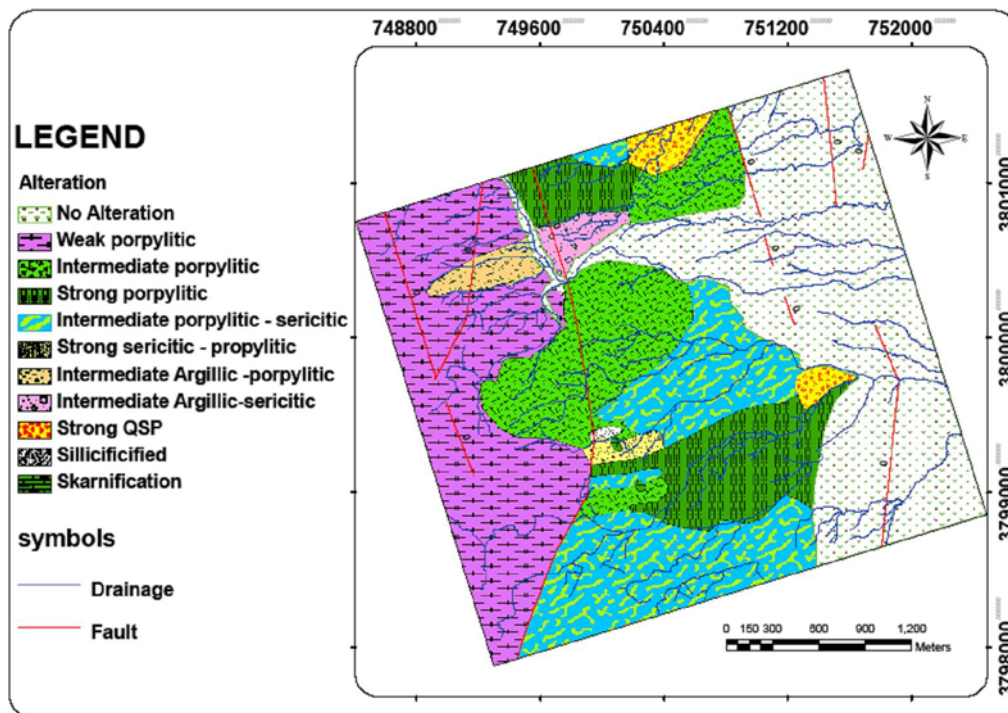 748800 749600 750400 751200 752000
N
W E
S
LEGEND
Alteration
No Alteration
Weak porpylitic
Intermediate porpylitic
Strong porpylitic
Intermediate porpylitic - sericitic
Strong sericitic - propylitic
Intermediate Argillic -porpylitic
Intermediate Argillic-sericitic
Strong QSP
Sillicificified
Skarnification
symbols
Drainage
Fault
3801000
3800000
3799000
3798000
0 150 300 600 900 1,200
Meters